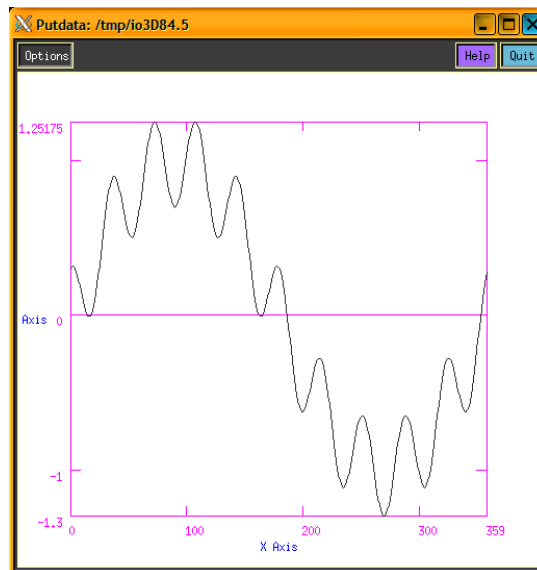 Putdata: /tmp/io3D84.5
Options Help Quit
1.25175
Axis 0
-1
-1.3
0 100 200 300 359
X Axis